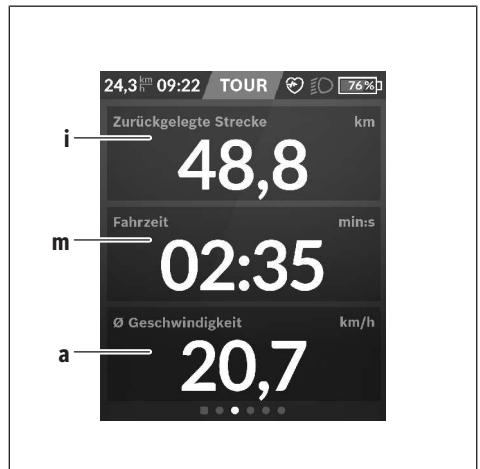 24,3 km/h 09:22 TOUR 76%
Zurückgelegte Strecke km
i
48,8
Fahrzeit min:s
m
02:35
Ø Geschwindigkeit km/h
a
20,7